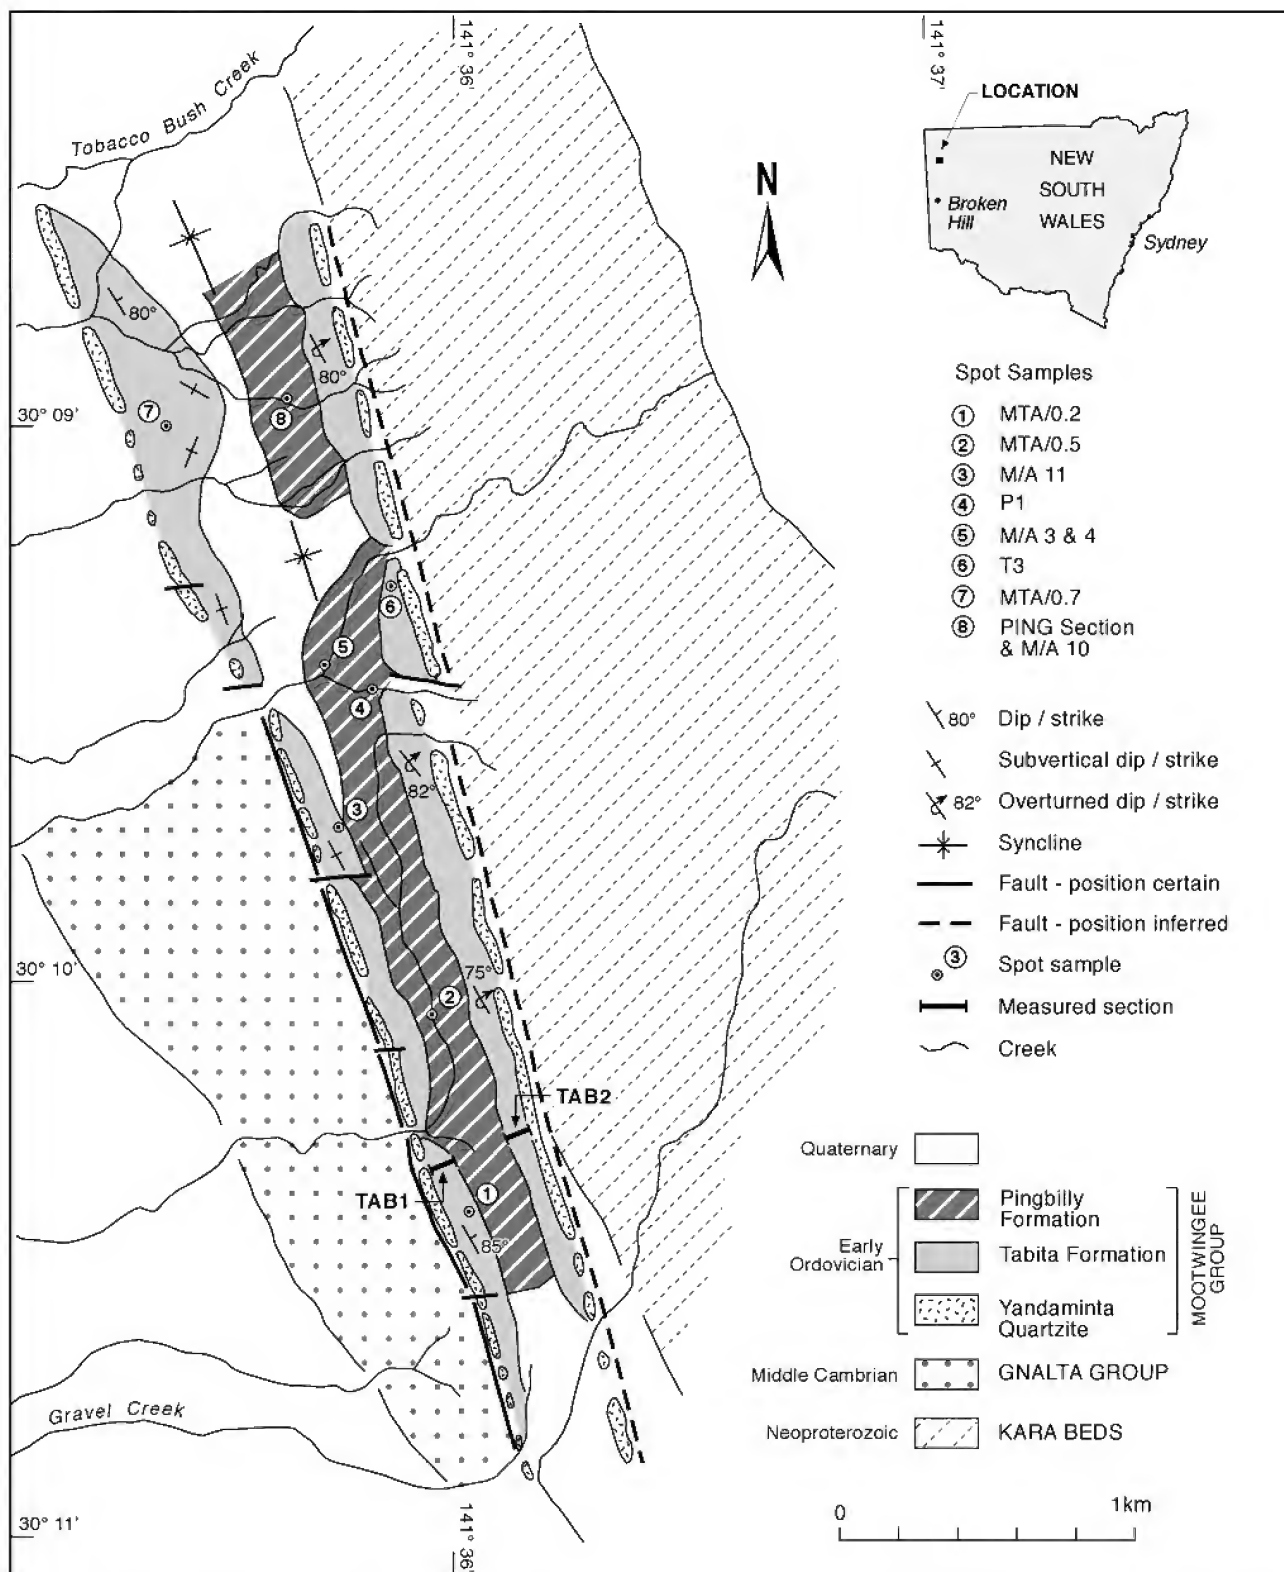 141° 36'
141° 37'
Tobacco Bush Creek
LOCATION
NEW
SOUTH
WALES
Broken
Hill
Sydney
N
80°
80°
30° 09'
7
8
6
5
4
82°
3
30° 10'
75°
2
TAB2
TAB1
1
85°
Gravel Creek
30° 11'
141° 36'
Spot Samples
1 MTA/0.2
2 MTA/0.5
3 M/A 11
4 P1
5 M/A 3 & 4
6 T3
7 MTA/0.7
8 PING Section
& M/A 10
80° Dip / strike
Subvertical dip / strike
82° Overturned dip / strike
Syncline
Fault - position certain
Fault - position inferred
3 Spot sample
Measured section
Creek
Quaternary
Early
Ordovician
Pingbilly
Formation
Tabita Formation
Yandaminta
Quartzite
MOOTWINGEE
GROUP
Middle Cambrian GNALTA GROUP
Neoproterozoic KARA BEDS
0 1km